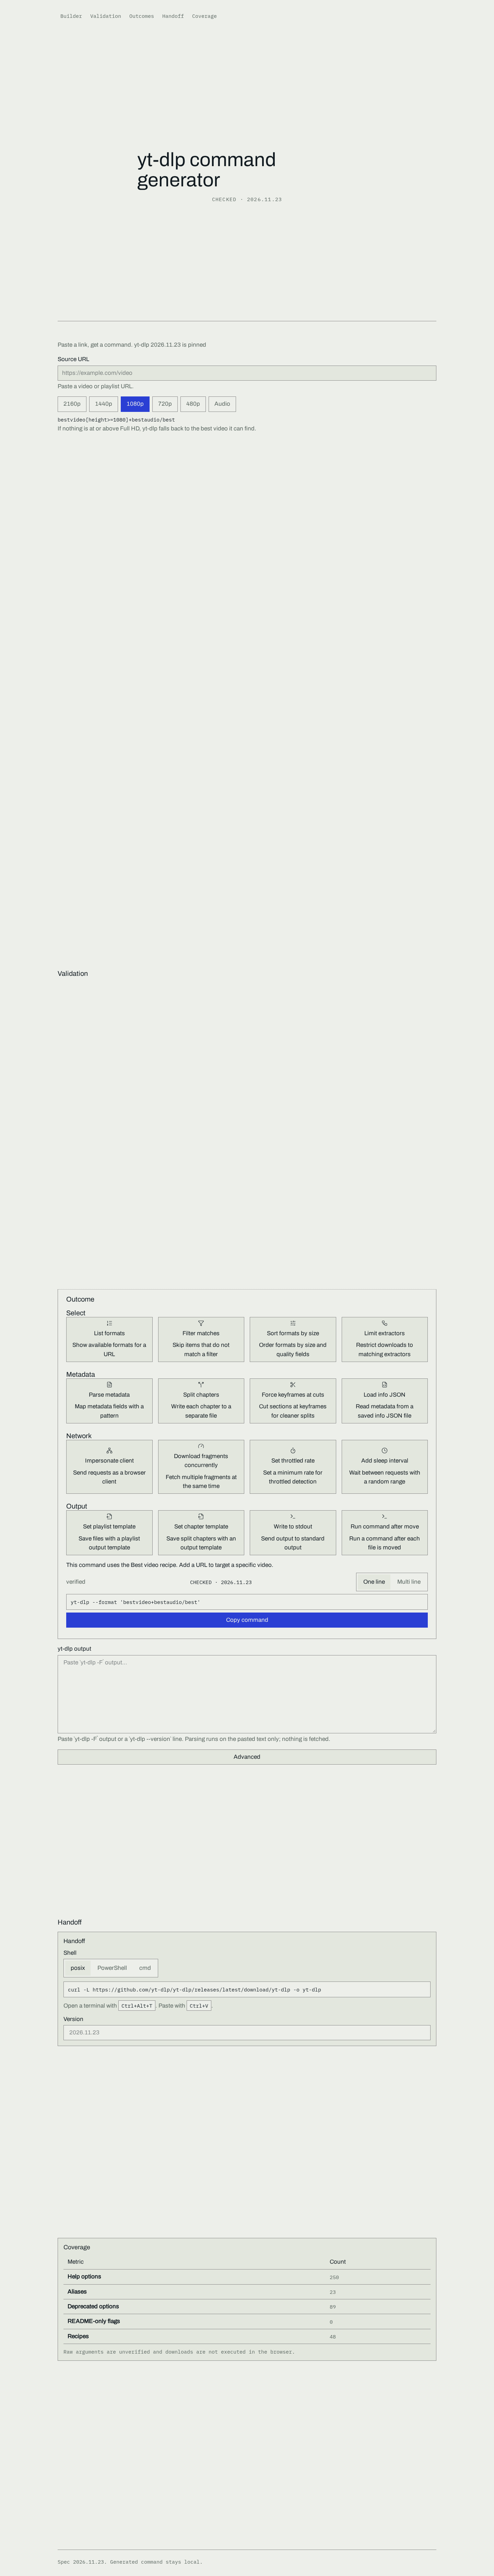 Builder Validation Outcomes Handoff Coverage
yt-dlp command
generator
CHECKED - 2026.11.23
Paste a link, get a command. yt-dlp 2026.11.23 is pinned
Source URL
https://example.com/video
Paste a video or playlist URL.
2160p 1440p 1080p 720p 480p Audio
bestvideo[height>=1080]+bestaudio/best
If nothing is at or above Full HD, yt-dlp falls back to the best video it can find.
Validation
Outcome
Select
List formats
Show available formats for a
URL
Filter matches
Skip items that do not
match a filter
Sort formats by size
Order formats by size and
quality fields
Limit extractors
Restrict downloads to
matching extractors
Metadata
Parse metadata
Map metadata fields with a
pattern
Split chapters
Write each chapter to a
separate file
Force keyframes at cuts
Cut sections at keyframes
for cleaner splits
Load info JSON
Read metadata from a
saved info JSON file
Network
Impersonate client
Send requests as a browser
client
Download fragments
concurrently
Fetch multiple fragments at
the same time
Set throttled rate
Set a minimum rate for
throttled detection
Add sleep interval
Wait between requests with
a random range
Output
Set playlist template
Save files with a playlist
output template
Set chapter template
Save split chapters with an
output template
Write to stdout
Send output to standard
output
Run command after move
Run a command after each
file is moved
This command uses the Best video recipe. Add a URL to target a specific video.
verified CHECKED - 2026.11.23 One line Multi line
yt-dlp --format 'bestvideo+bestaudio/best'
Copy command
yt-dlp output
Paste `yt-dlp -F` output...
Paste `yt-dlp -F` output or a `yt-dlp --version` line. Parsing runs on the pasted text only; nothing is fetched.
Advanced
Handoff
Handoff
Shell
posix PowerShell cmd
curl -L https://github.com/yt-dlp/yt-dlp/releases/latest/download/yt-dlp -o yt-dlp
Open a terminal with Ctrl+Alt+T. Paste with Ctrl+V.
Version
2026.11.23
Coverage
Metric Count
Help options 250
Aliases 23
Deprecated options 89
README-only flags 0
Recipes 40
Raw arguments are unverified and downloads are not executed in the browser.
Spec 2026.11.23. Generated command stays local.